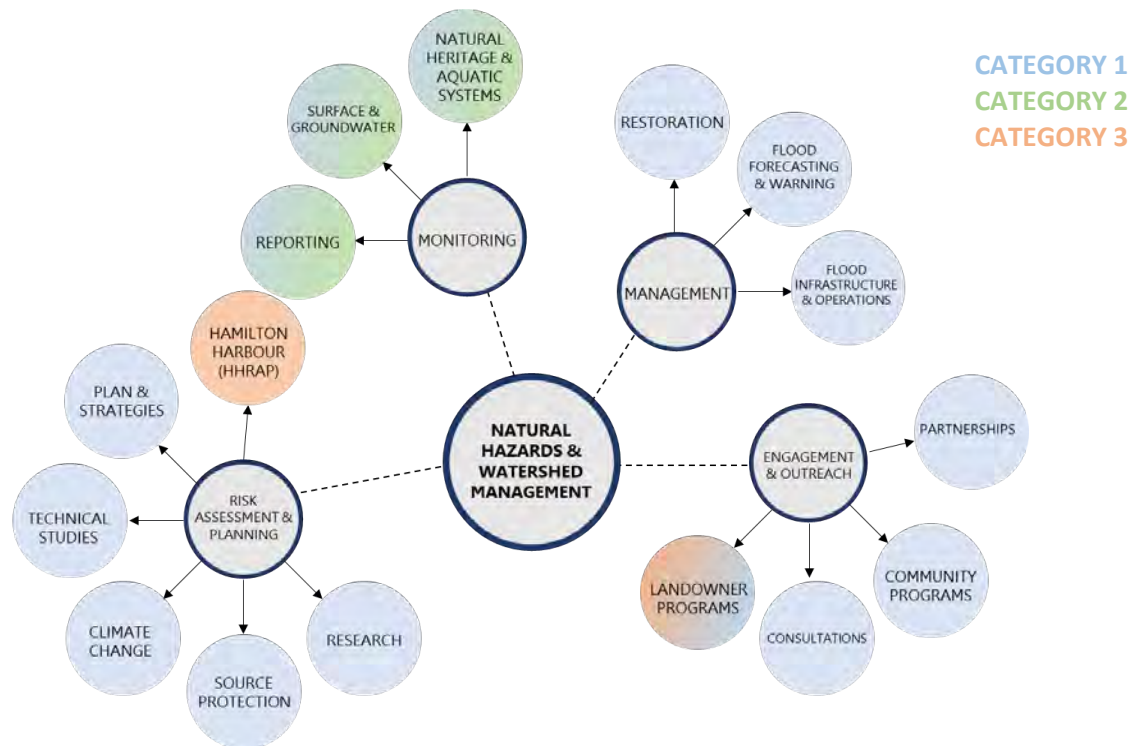 NATURAL
HERITAGE &
AQUATIC
SYSTEMS
SURFACE &
GROUNDWATER
REPORTING
MONITORING
RESTORATION
FLOOD
FORECASTING
& WARNING
FLOOD
INFRASTRUCTURE
& OPERATIONS
MANAGEMENT
CATEGORY 1
CATEGORY 2
CATEGORY 3
HAMILTON
HARBOUR
(HHRAP)
PLAN &
STRATEGIES
TECHNICAL
STUDIES
RISK
ASSESSMENT &
PLANNING
CLIMATE
CHANGE
SOURCE
PROTECTION
RESEARCH
NATURAL
HAZARDS &
WATERSHED
MANAGEMENT
ENGAGEMENT
& OUTREACH
PARTNERSHIPS
LANDOWNER
PROGRAMS
CONSULTATIONS
COMMUNITY
PROGRAMS